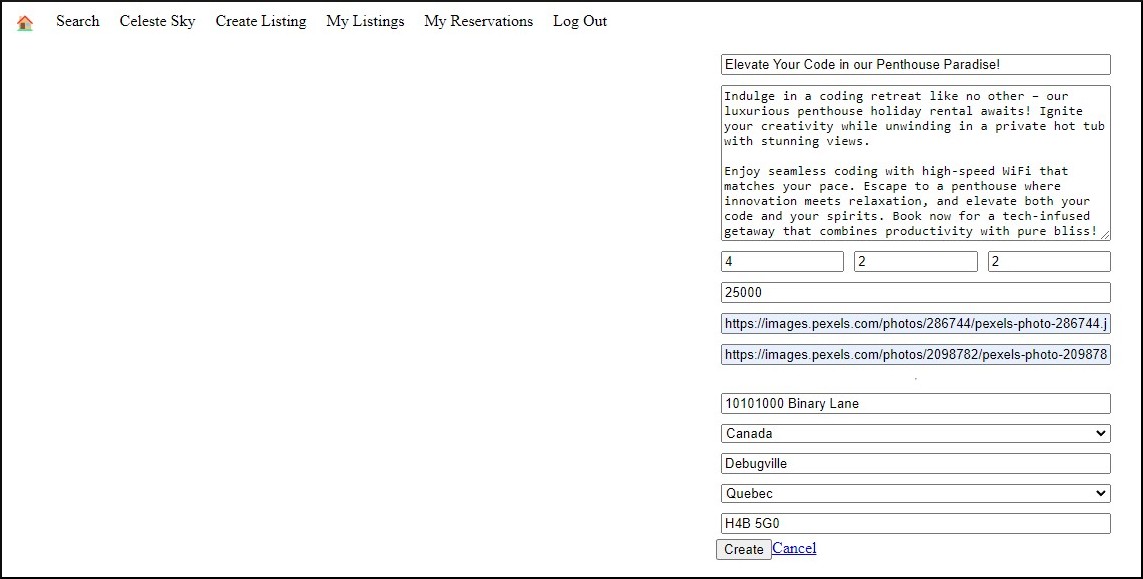 Search Celeste Sky Create Listing My Listings My Reservations Log Out
Elevate Your Code in our Penthouse Paradise!
Indulge in a coding retreat like no other – our
luxurious penthouse holiday rental awaits! Ignite
your creativity while unwinding in a private hot tub
with stunning views.
Enjoy seamless coding with high-speed WiFi that
matches your pace. Escape to a penthouse where
innovation meets relaxation, and elevate both your
code and your spirits. Book now for a tech-infused
getaway that combines productivity with pure bliss!
4 2 2
25000
https://images.pexels.com/photos/286744/pexels-photo-286744.j
https://images.pexels.com/photos/2098782/pexels-photo-209878
10101000 Binary Lane
Canada
Debugville
Quebec
H4B 5G0
Create Cancel